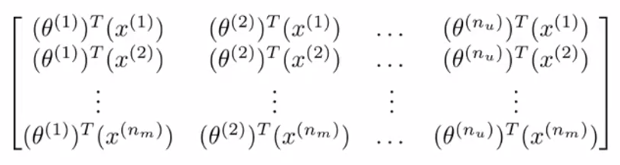 (θ^(1))^T(x^(1)) (θ^(2))^T(x^(1)) … (θ^(n_u))^T(x^(1))
(θ^(1))^T(x^(2)) (θ^(2))^T(x^(2)) … (θ^(n_u))^T(x^(2))
⋮ ⋮ ⋮ ⋮
(θ^(1))^T(x^(n_m)) (θ^(2))^T(x^(n_m)) … (θ^(n_u))^T(x^(n_m))